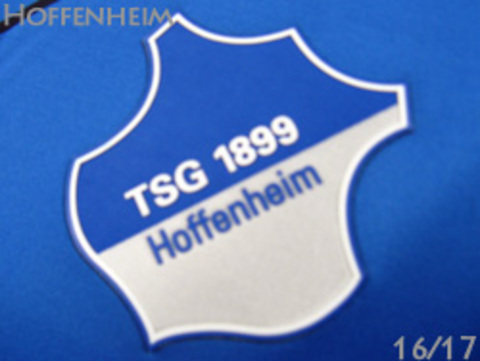 HOFFENHEIM
TSG 1899
Hoffenheim
16/17